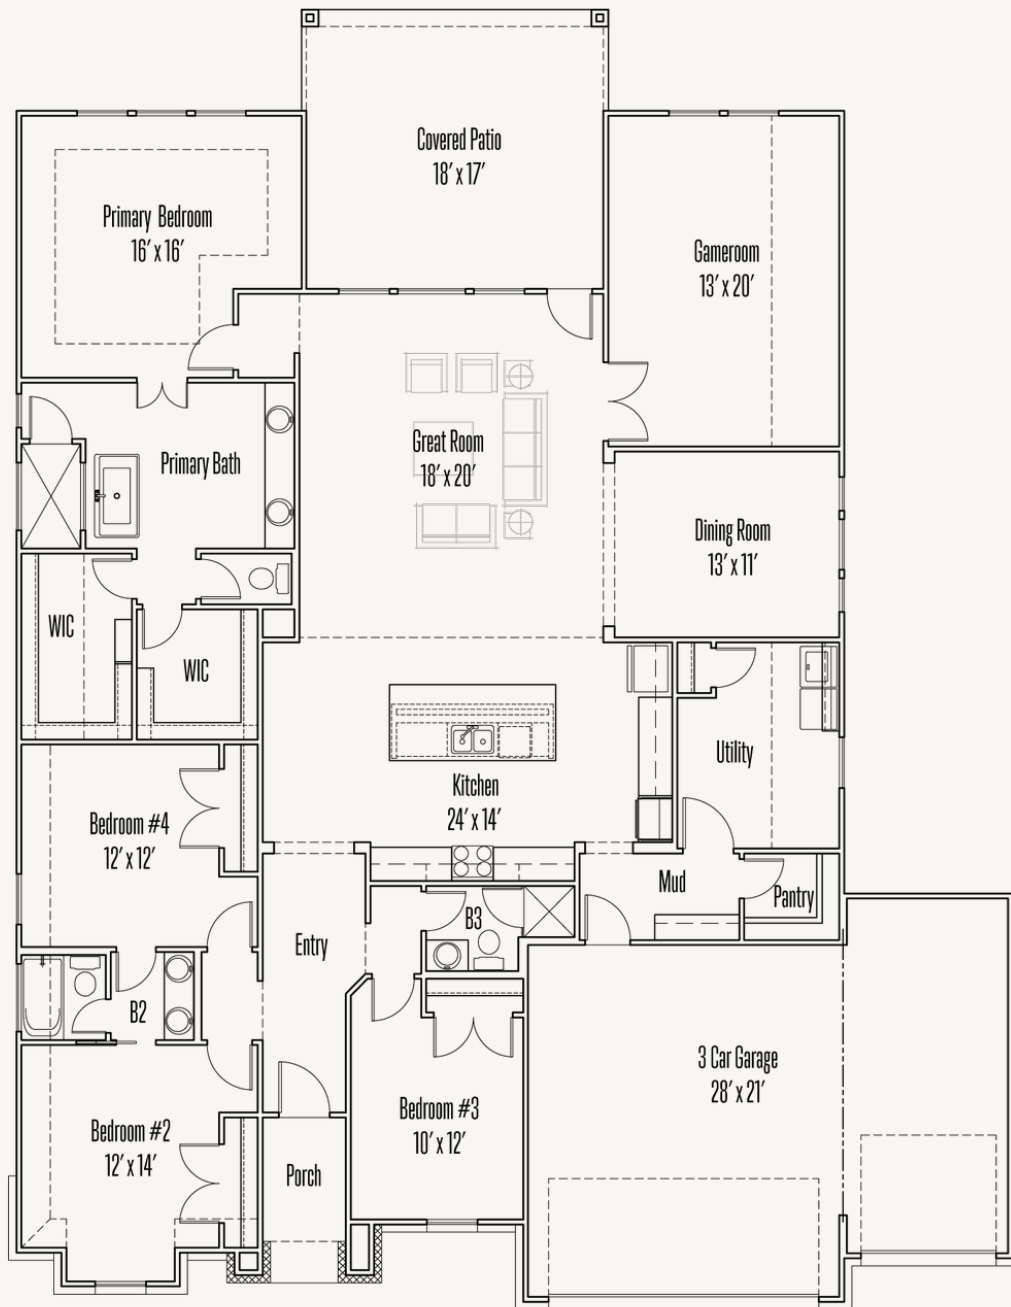 Covered Patio
18' x 17'
Primary Bedroom
16' x 16'
Gameroom
13' x 20'
Great Room
18' x 20'
Primary Bath
Dining Room
13' x 11'
WIC
WIC
Utility
Kitchen
24' x 14'
Bedroom #4
12' x 12'
Mud
Pantry
B3
Entry
B2
3 Car Garage
28' x 21'
Bedroom #3
10' x 12'
Bedroom #2
12' x 14'
Porch